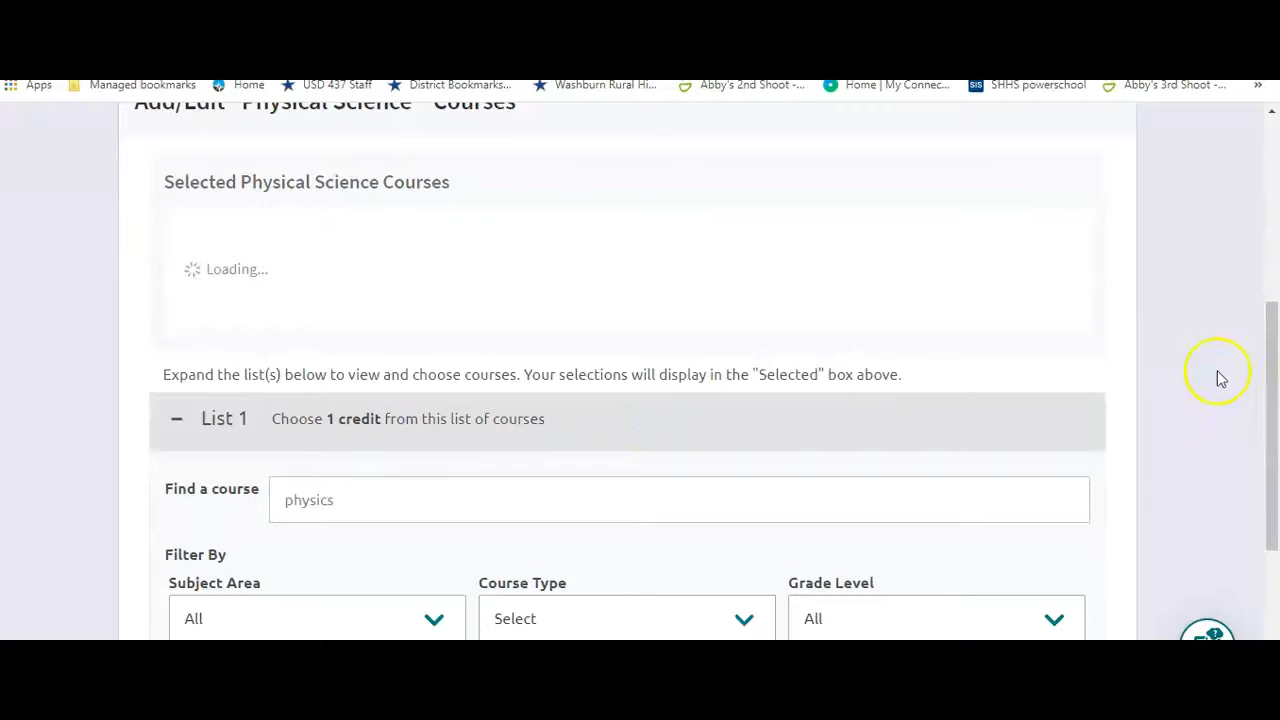 Apps Managed bookmarks Home USD 437 Staff District Bookmarks... Washburn Rural Hi... Abby's 2nd Shoot -... Home | My Connec... SIS SHHS powerschool Abby's 3rd Shoot -... »
Add/Edit "Physical Science" Courses
Selected Physical Science Courses
Loading...
Expand the list(s) below to view and choose courses. Your selections will display in the "Selected" box above.
− List 1 Choose 1 credit from this list of courses
Find a course physics
Filter By
Subject Area Course Type Grade Level
All Select All
?